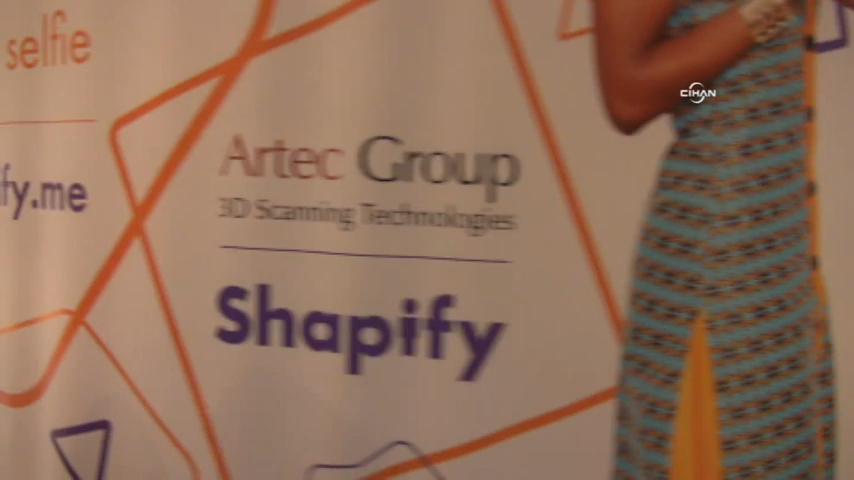 selfie
fy.me
Artec Group
3D Scanning Technologies
Shapify
CİHAN